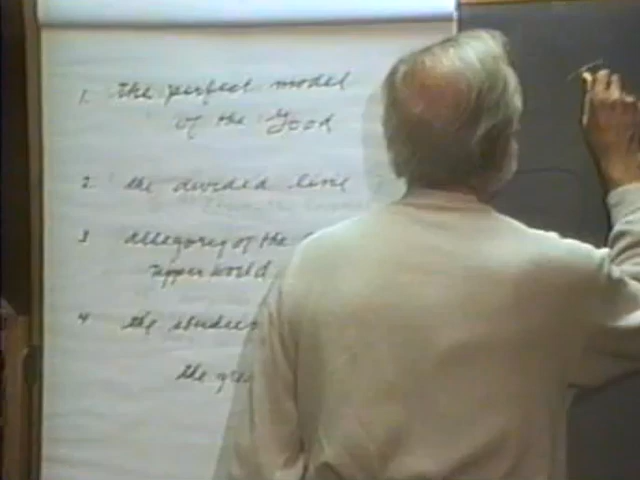 1. the perfect model
of the Good
2 the divided line
3 allegory of the
upper world
4 the studies
the